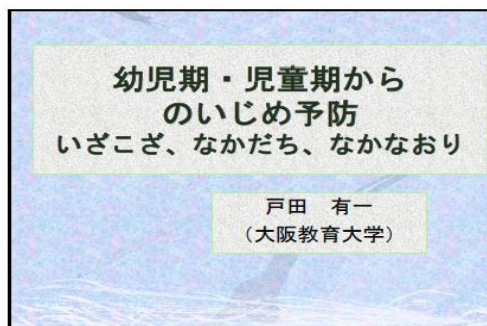 幼児期・児童期から
のいじめ予防
いざこざ、なかだち、なかなおり
戸田　有一
（大阪教育大学）